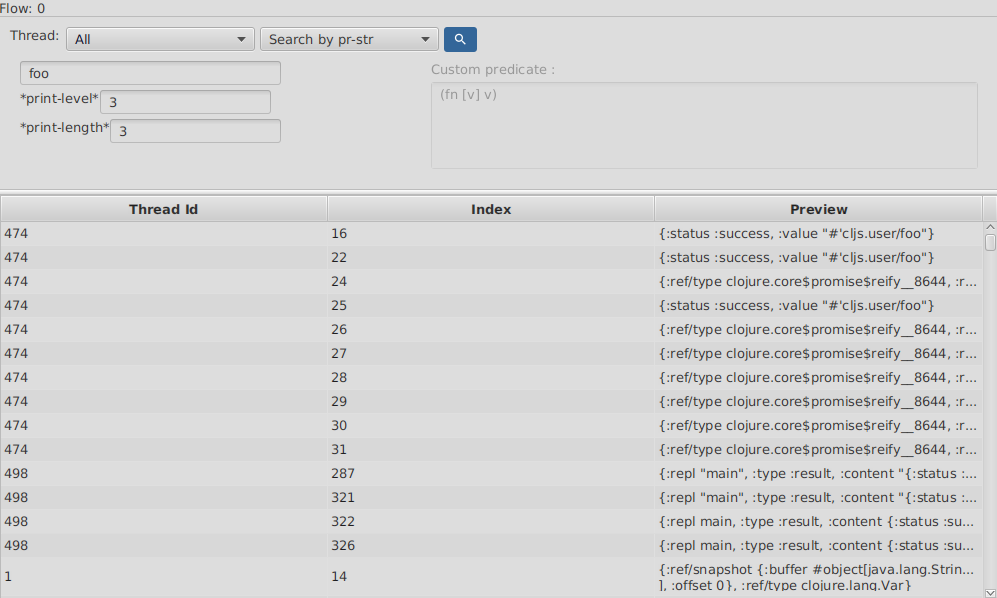 Flow: 0
Thread: All Search by pr-str
foo
Custom predicate :
(fn [v] v)
*print-level* 3
*print-length* 3
Thread Id Index Preview
474 16 {:status :success, :value "#'cljs.user/foo"}
474 22 {:status :success, :value "#'cljs.user/foo"}
474 24 {:ref/type clojure.core$promise$reify__8644, :r...
474 25 {:status :success, :value "#'cljs.user/foo"}
474 26 {:ref/type clojure.core$promise$reify__8644, :r...
474 27 {:ref/type clojure.core$promise$reify__8644, :r...
474 28 {:ref/type clojure.core$promise$reify__8644, :r...
474 29 {:ref/type clojure.core$promise$reify__8644, :r...
474 30 {:ref/type clojure.core$promise$reify__8644, :r...
474 31 {:ref/type clojure.core$promise$reify__8644, :r...
498 287 {:repl "main", :type :result, :content "{:status :...
498 321 {:repl "main", :type :result, :content "{:status :...
498 322 {:repl main, :type :result, :content {:status :su...
498 326 {:repl main, :type :result, :content {:status :su...
1 14 {:ref/snapshot {:buffer #object[java.lang.Strin...
], :offset 0}, :ref/type clojure.lang.Var}